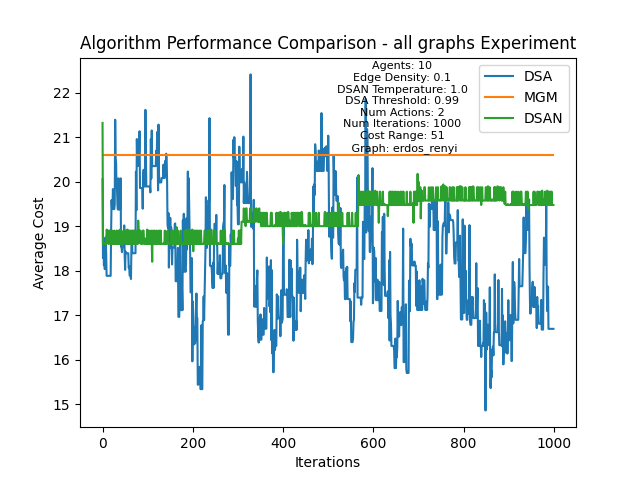 Algorithm Performance Comparison - all graphs Experiment
Agents: 10
Edge Density: 0.1
DSAN Temperature: 1.0
DSA Threshold: 0.99
Num Actions: 2
Num Iterations: 1000
Cost Range: 51
Graph: erdos_renyi
DSA
MGM
DSAN
Average Cost
22
21
20
19
18
17
16
15
0
200
400
600
800
1000
Iterations